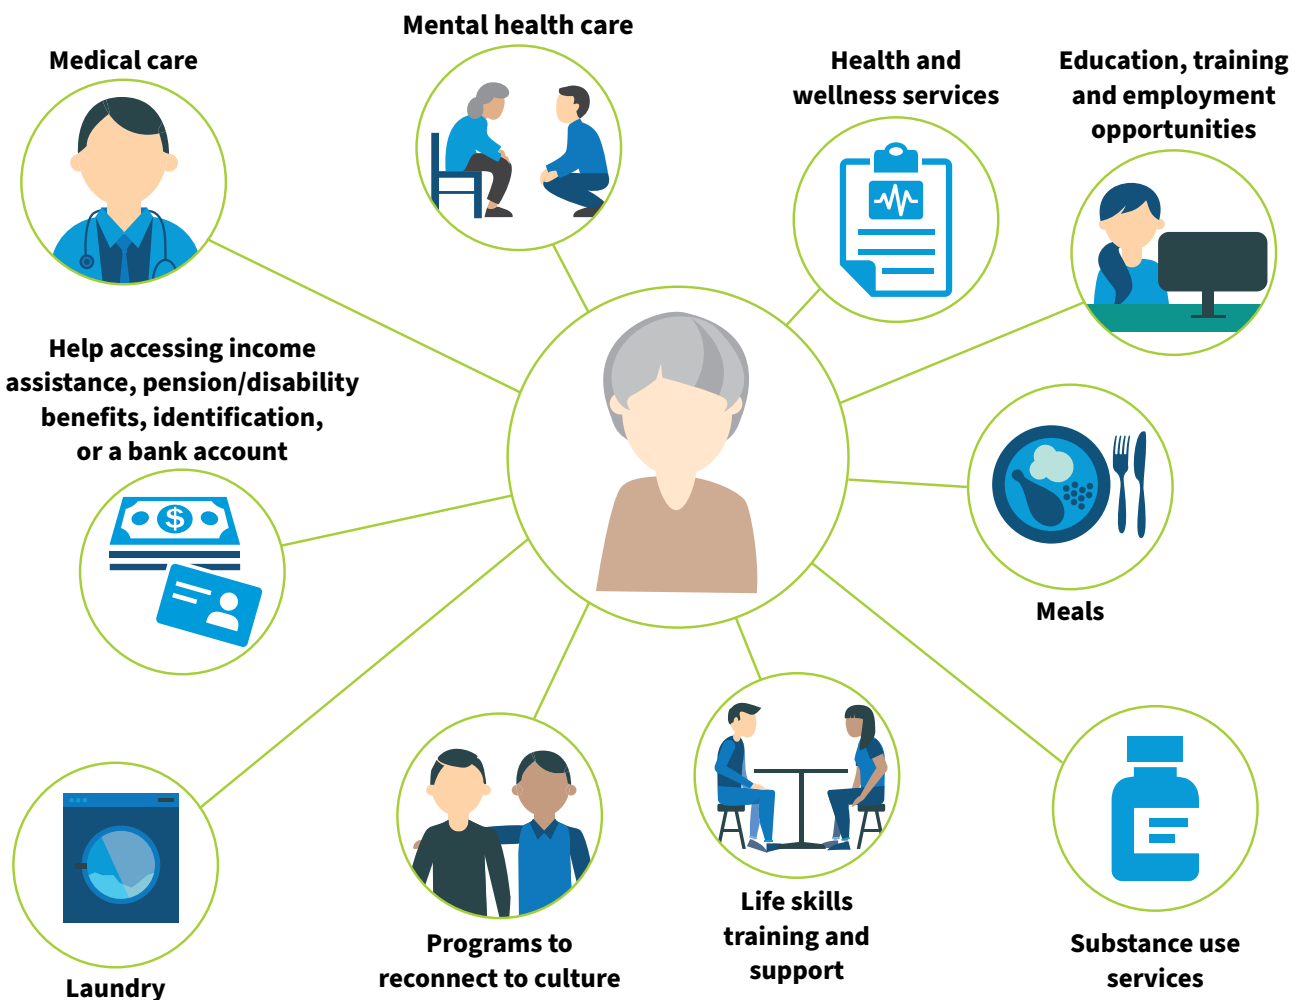 Mental health care
Medical care
Health and
wellness services
Education, training
and employment
opportunities
Help accessing income
assistance, pension/disability
benefits, identification,
or a bank account
$
Meals
Life skills
training and
support
Programs to
reconnect to culture
Substance use
services
Laundry